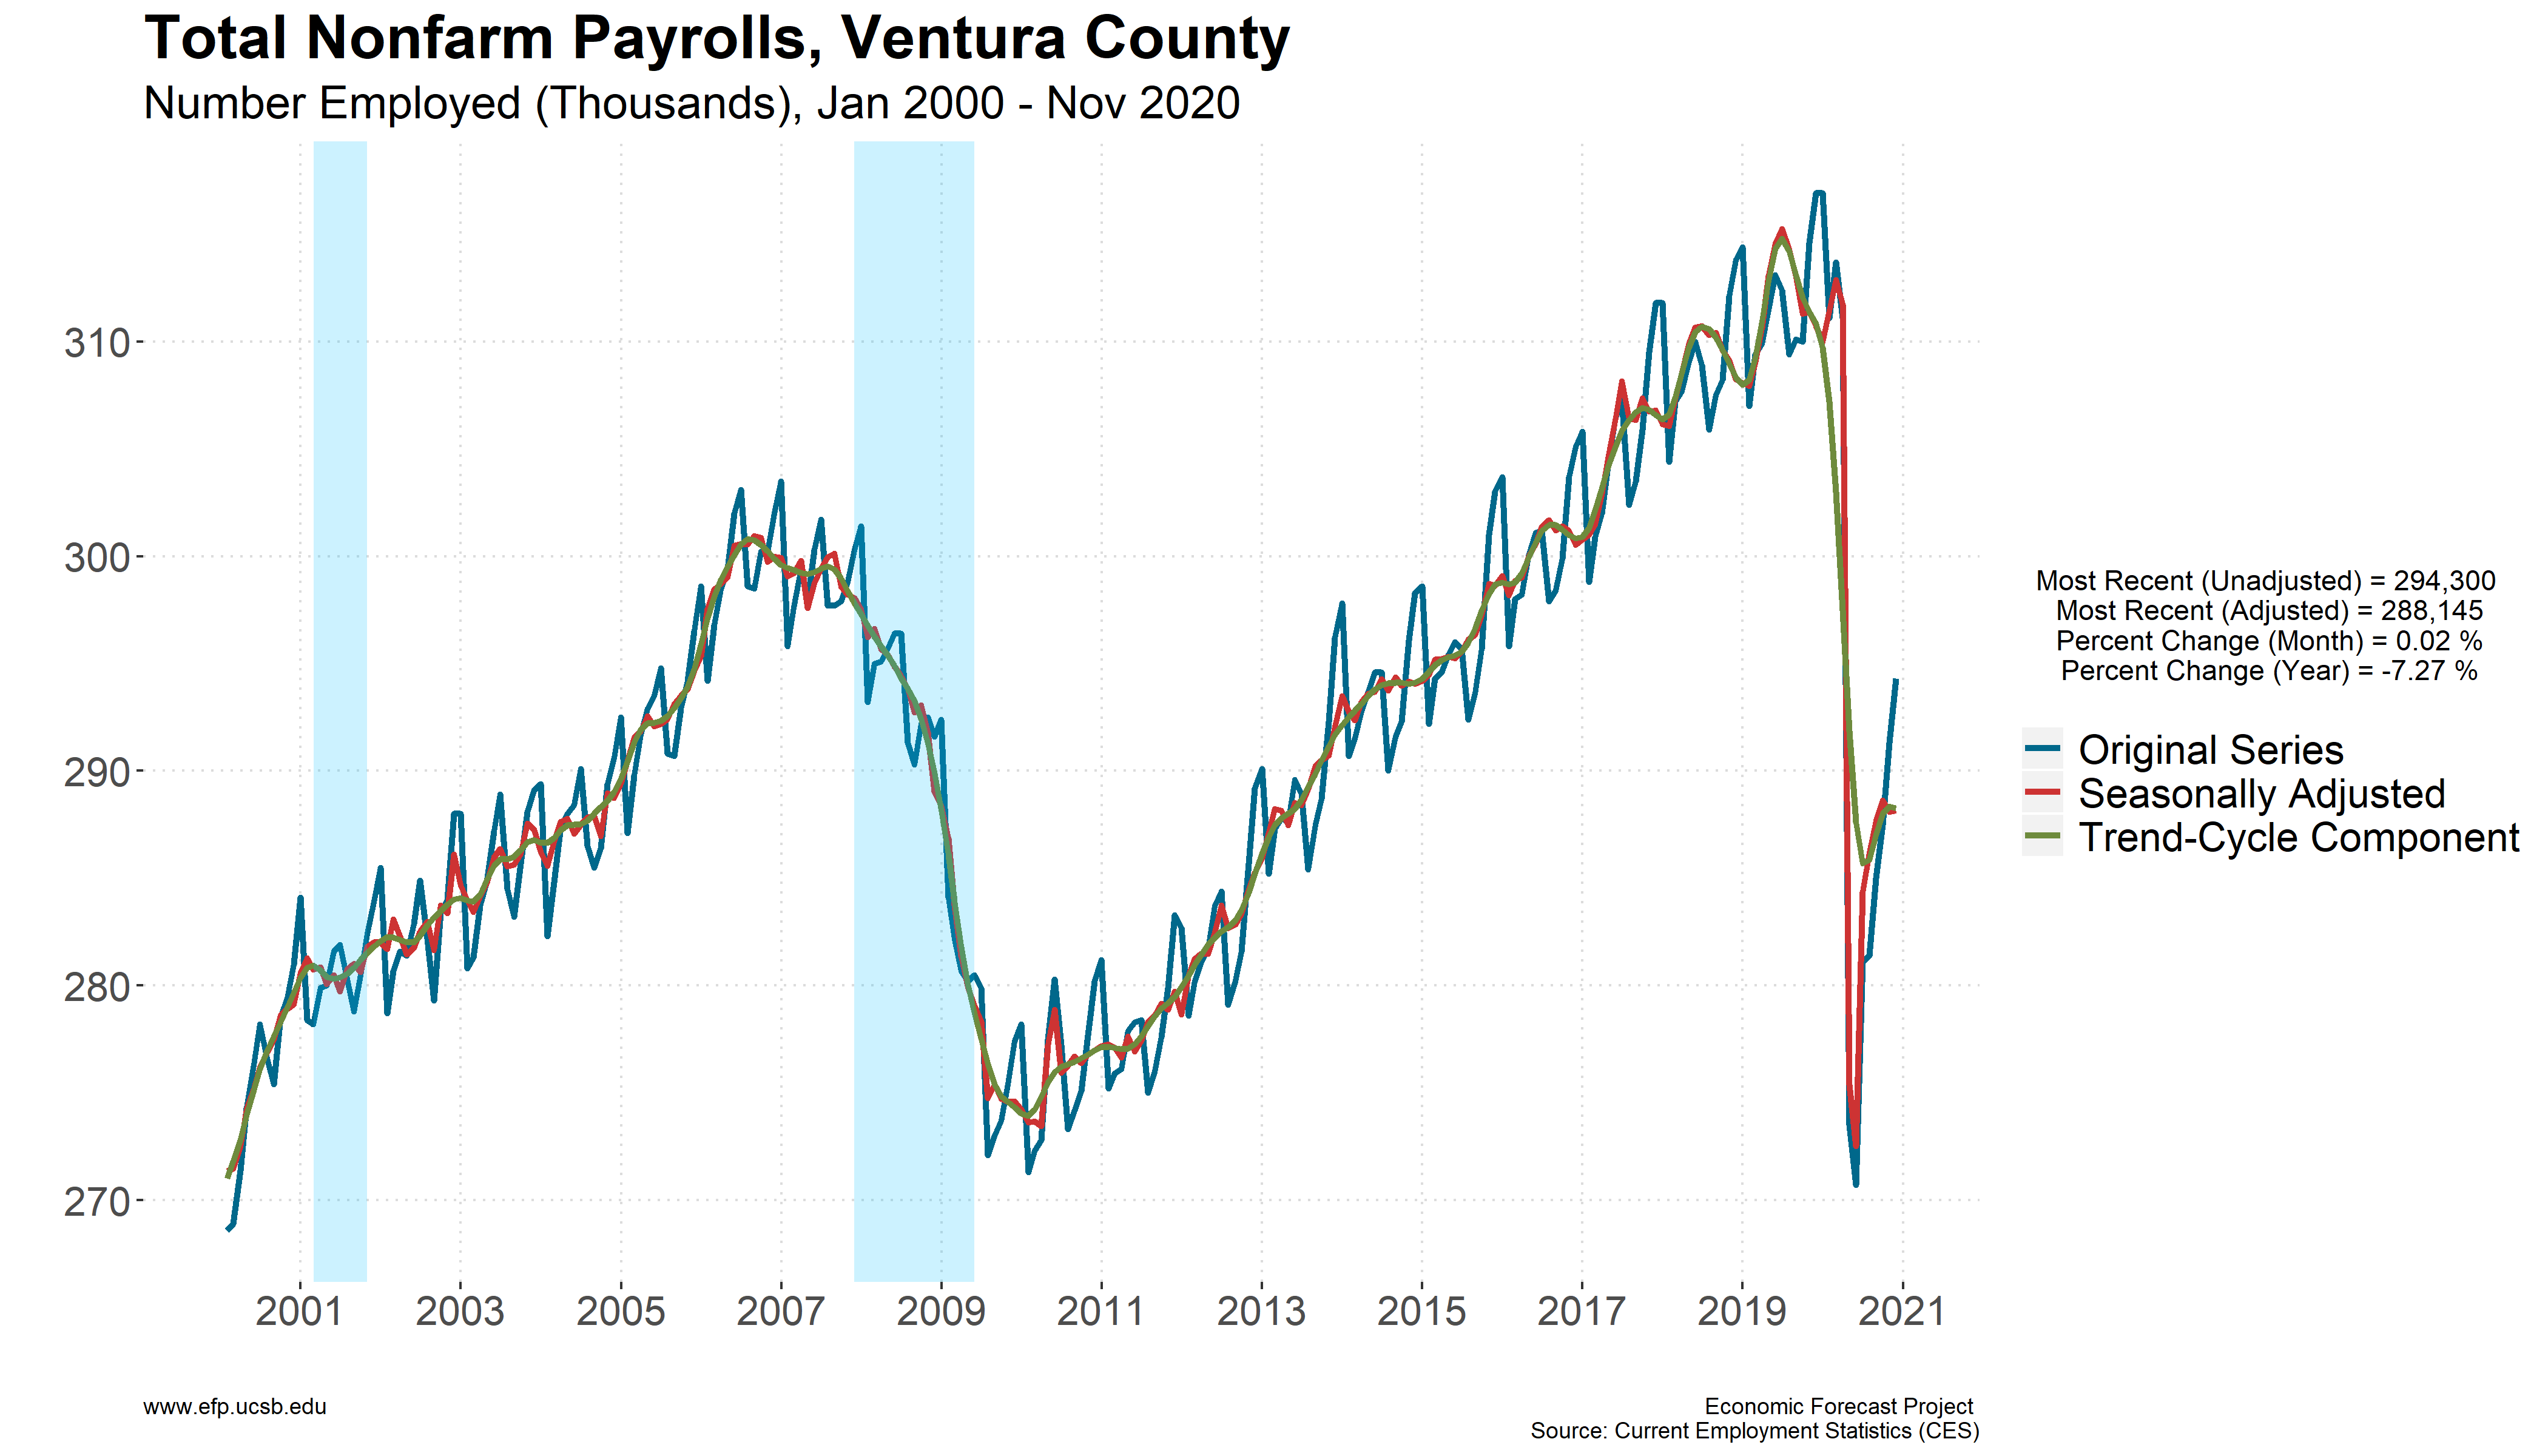 Total Nonfarm Payrolls, Ventura County
Number Employed (Thousands), Jan 2000 - Nov 2020
310
300
290
280
270
2001 2003 2005 2007 2009 2011 2013 2015 2017 2019 2021
Most Recent (Unadjusted) = 294,300
Most Recent (Adjusted) = 288,145
Percent Change (Month) = 0.02 %
Percent Change (Year) = -7.27 %
Original Series
Seasonally Adjusted
Trend-Cycle Component
www.efp.ucsb.edu
Economic Forecast Project
Source: Current Employment Statistics (CES)